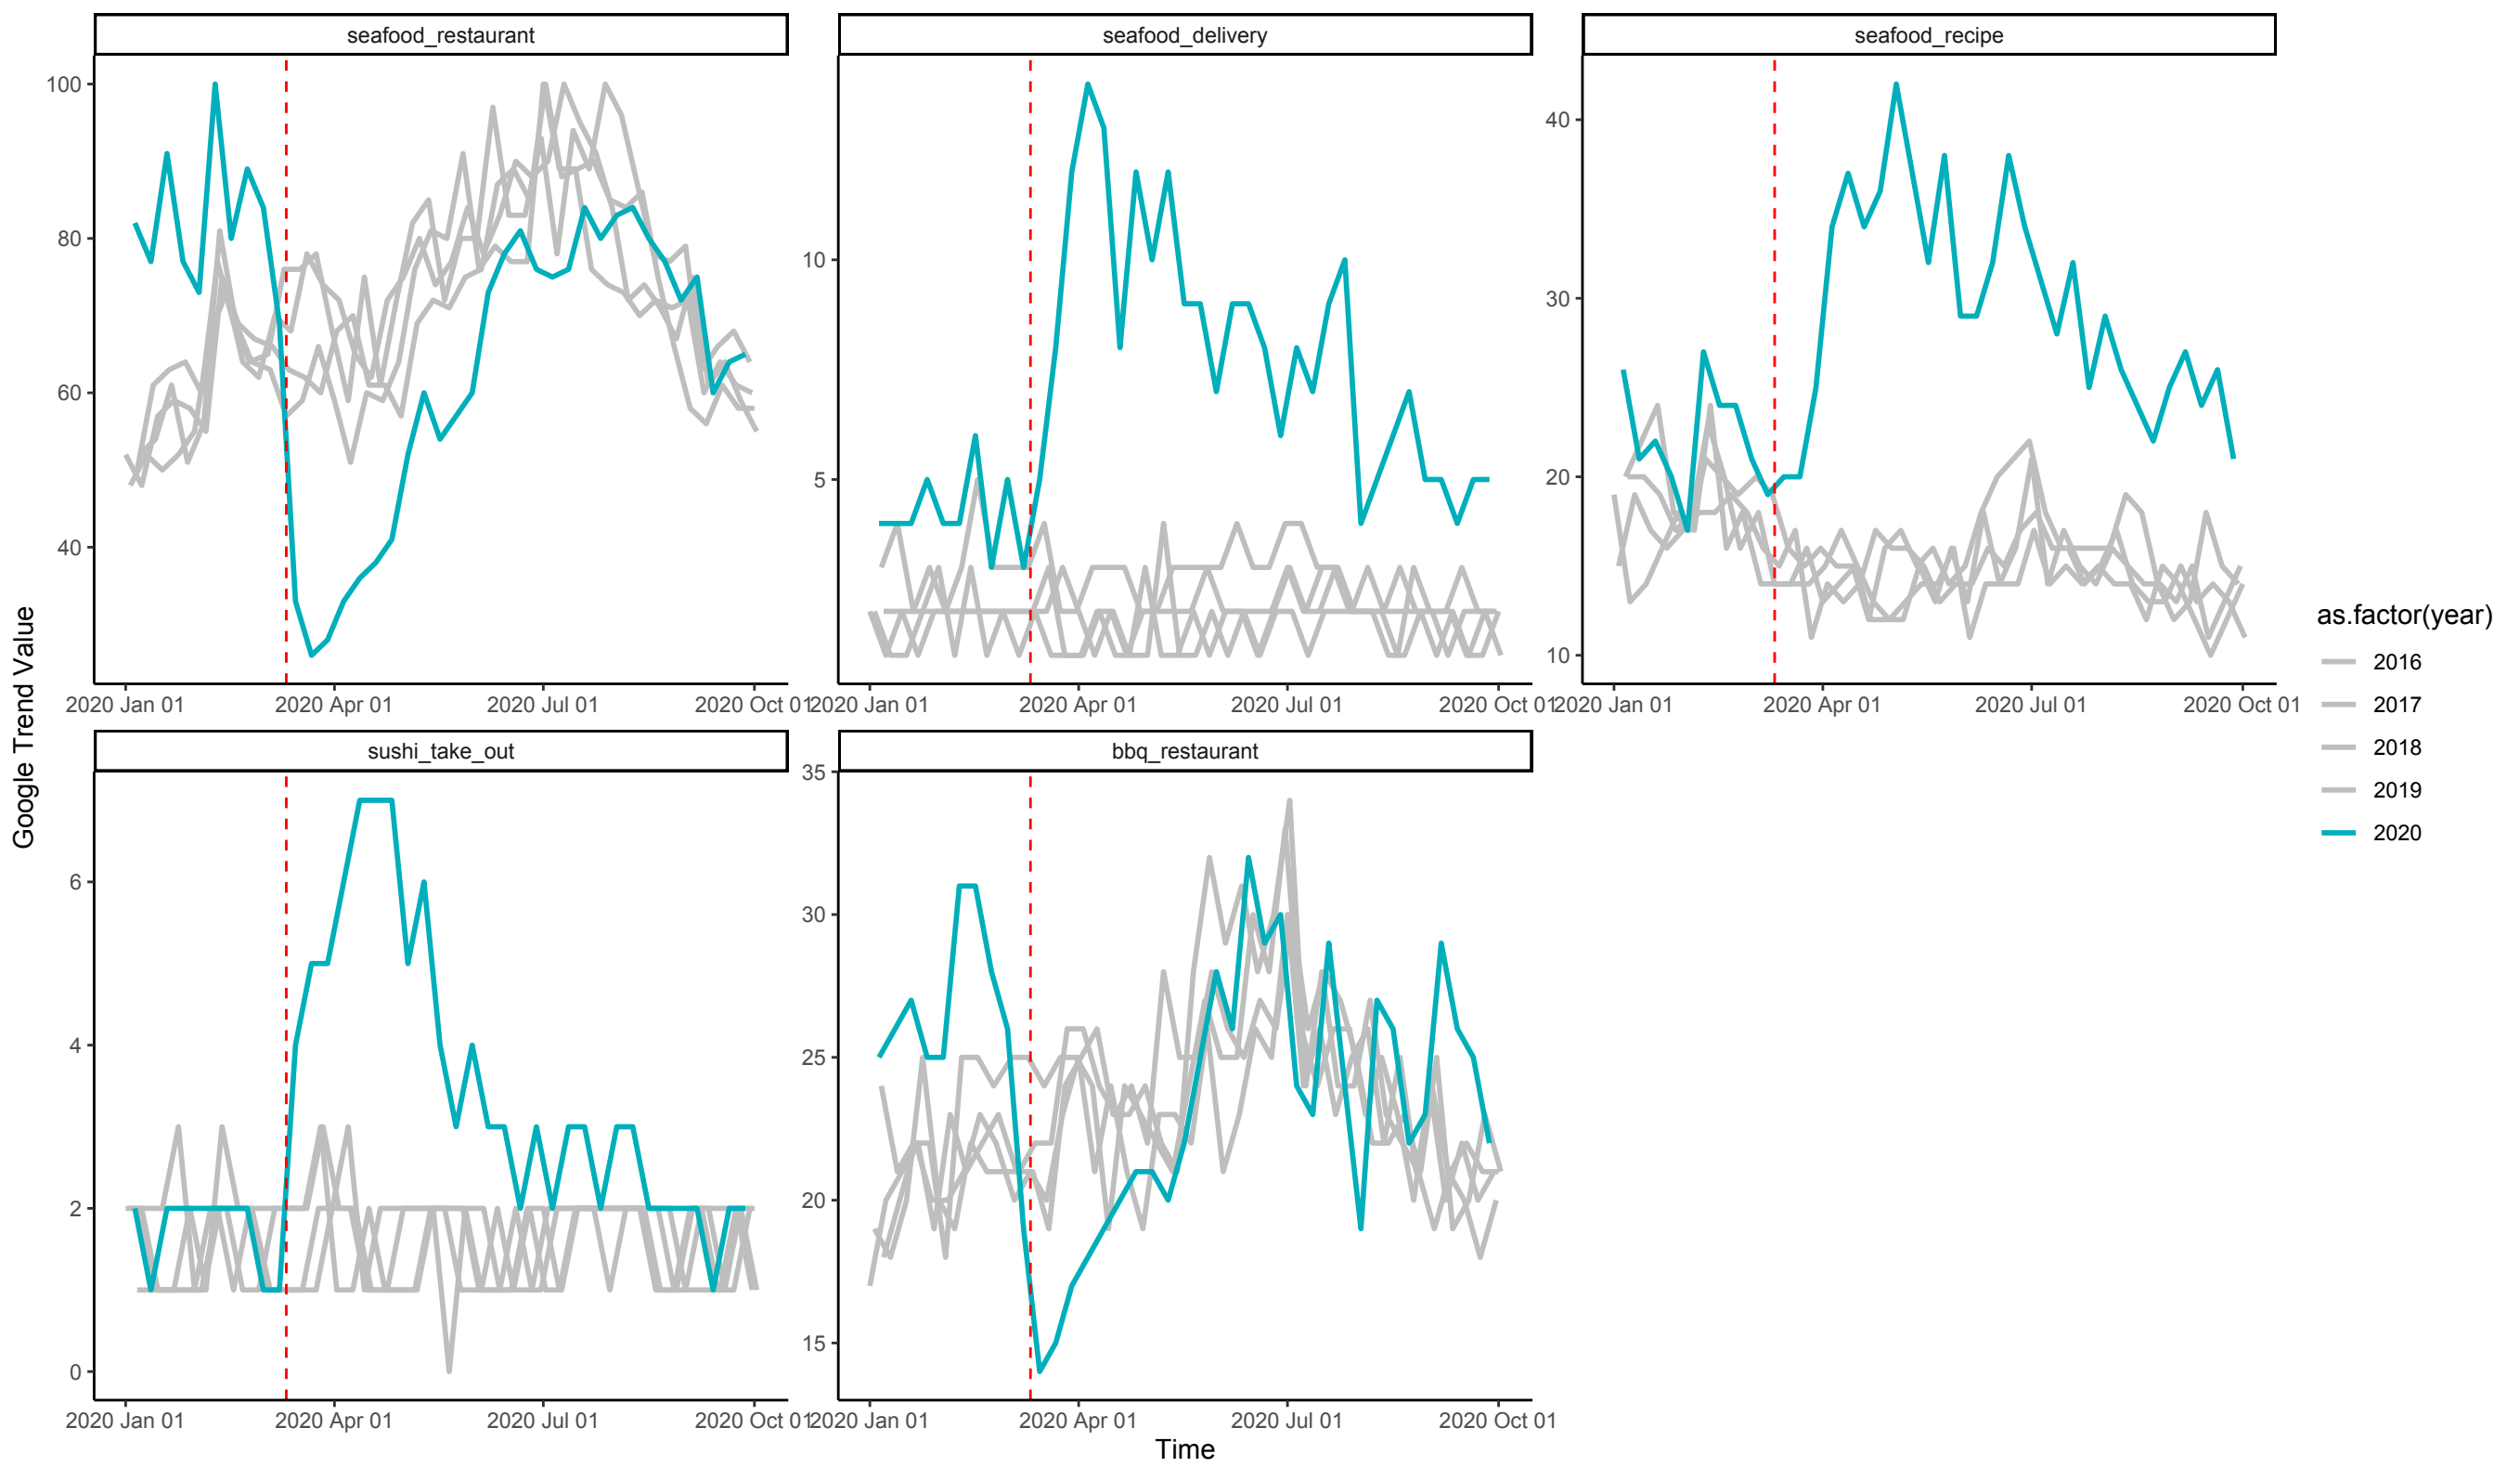 seafood_restaurant
seafood_delivery
seafood_recipe
100
80
60
40
10
5
40
30
20
10
2020 Jan 01
2020 Apr 01
2020 Jul 01
2020 Oct 01
2020 Jan 01
2020 Apr 01
2020 Jul 01
2020 Oct 01
2020 Jan 01
2020 Apr 01
2020 Jul 01
2020 Oct 01
sushi_take_out
bbq_restaurant
6
4
2
0
35
30
25
20
15
2020 Jan 01
2020 Apr 01
2020 Jul 01
2020 Oct 01
2020 Jan 01
2020 Apr 01
2020 Jul 01
2020 Oct 01
Google Trend Value
Time
as.factor(year)
2016
2017
2018
2019
2020